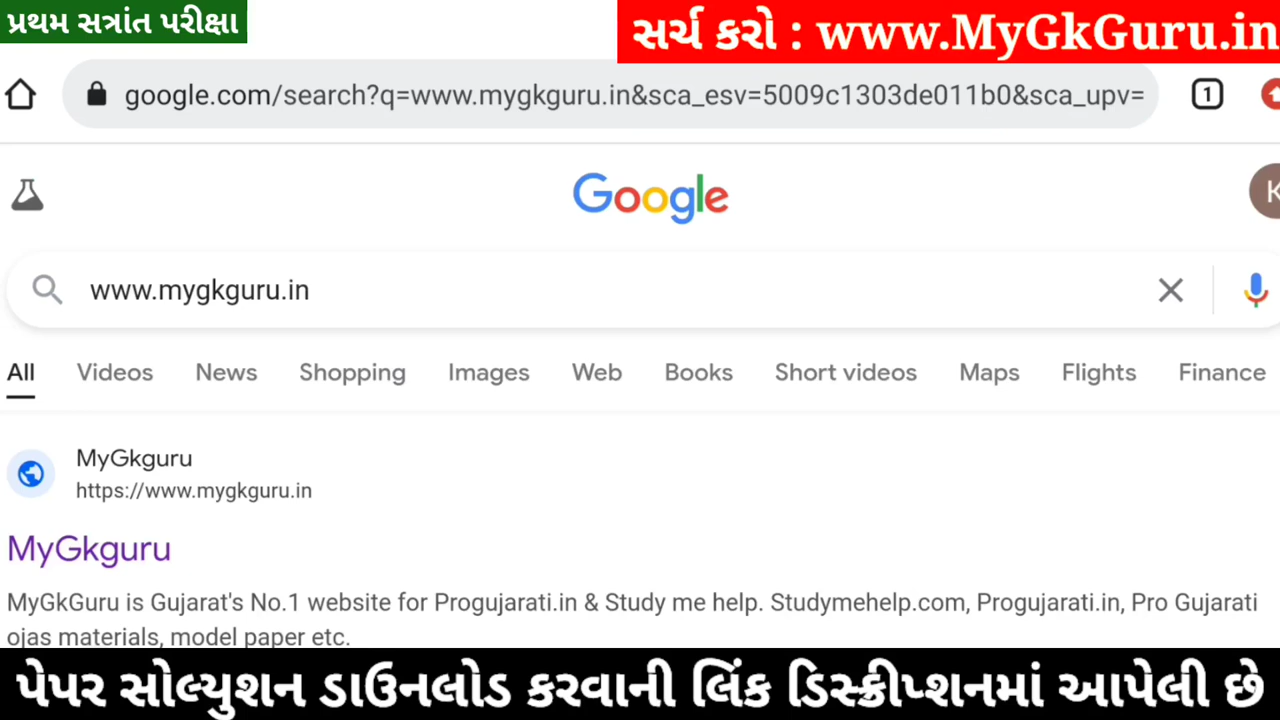 પ્રથમ સત્રાંત પરીક્ષા
સર્ચ કરો : www.MyGkGuru.in
google.com/search?q=www.mygkguru.in&sca_esv=5009c1303de011b0&sca_upv=
1
Google
K
www.mygkguru.in
All Videos News Shopping Images Web Books Short videos Maps Flights Finance
MyGkguru
https://www.mygkguru.in
MyGkguru
MyGkGuru is Gujarat's No.1 website for Progujarati.in & Study me help. Studymehelp.com, Progujarati.in, Pro Gujarati
ojas materials, model paper etc.
પેપર સોલ્યુશન ડાઉનલોડ કરવાની લિંક ડિસ્ક્રીપ્શનમાં આપેલી છે